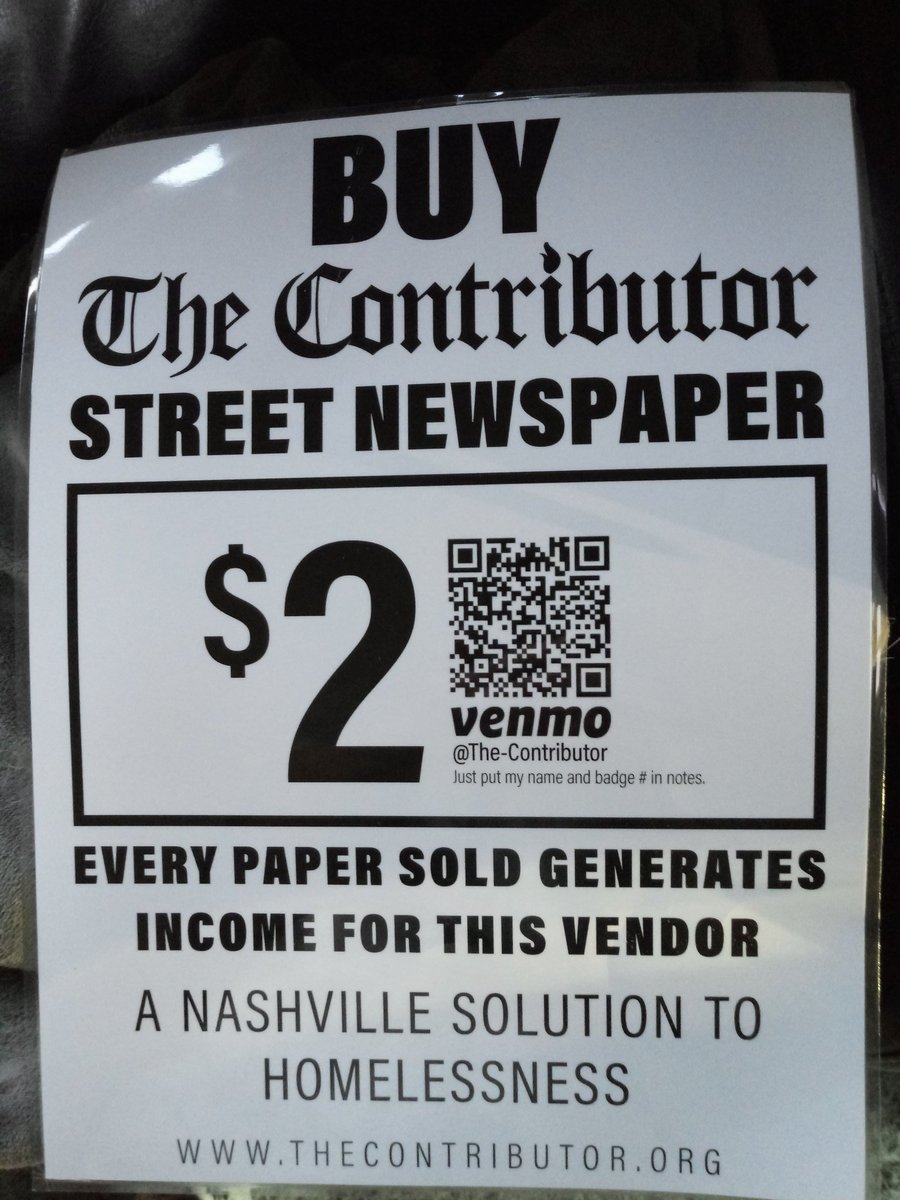 BUY
The Contributor
STREET NEWSPAPER
$2
venmo
@The-Contributor
Just put my name and badge # in notes.
EVERY PAPER SOLD GENERATES
INCOME FOR THIS VENDOR
A NASHVILLE SOLUTION TO
HOMELESSNESS
WWW.THECONTRIBUTOR.ORG